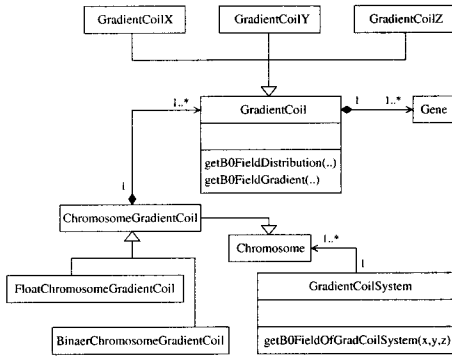 GradientCoilX
GradientCoilY
GradientCoilZ
1..*
GradientCoil
1
1..*
Gene
getB0FieldDistribution(..)
getB0FieldGradient(..)
1
ChromosomeGradientCoil
Chromosome
1..*
1
FloatChromosomeGradientCoil
GradientCoilSystem
BinaerChromosomeGradientCoil
getB0FieldOfGradCoilSystem(x,y,z)